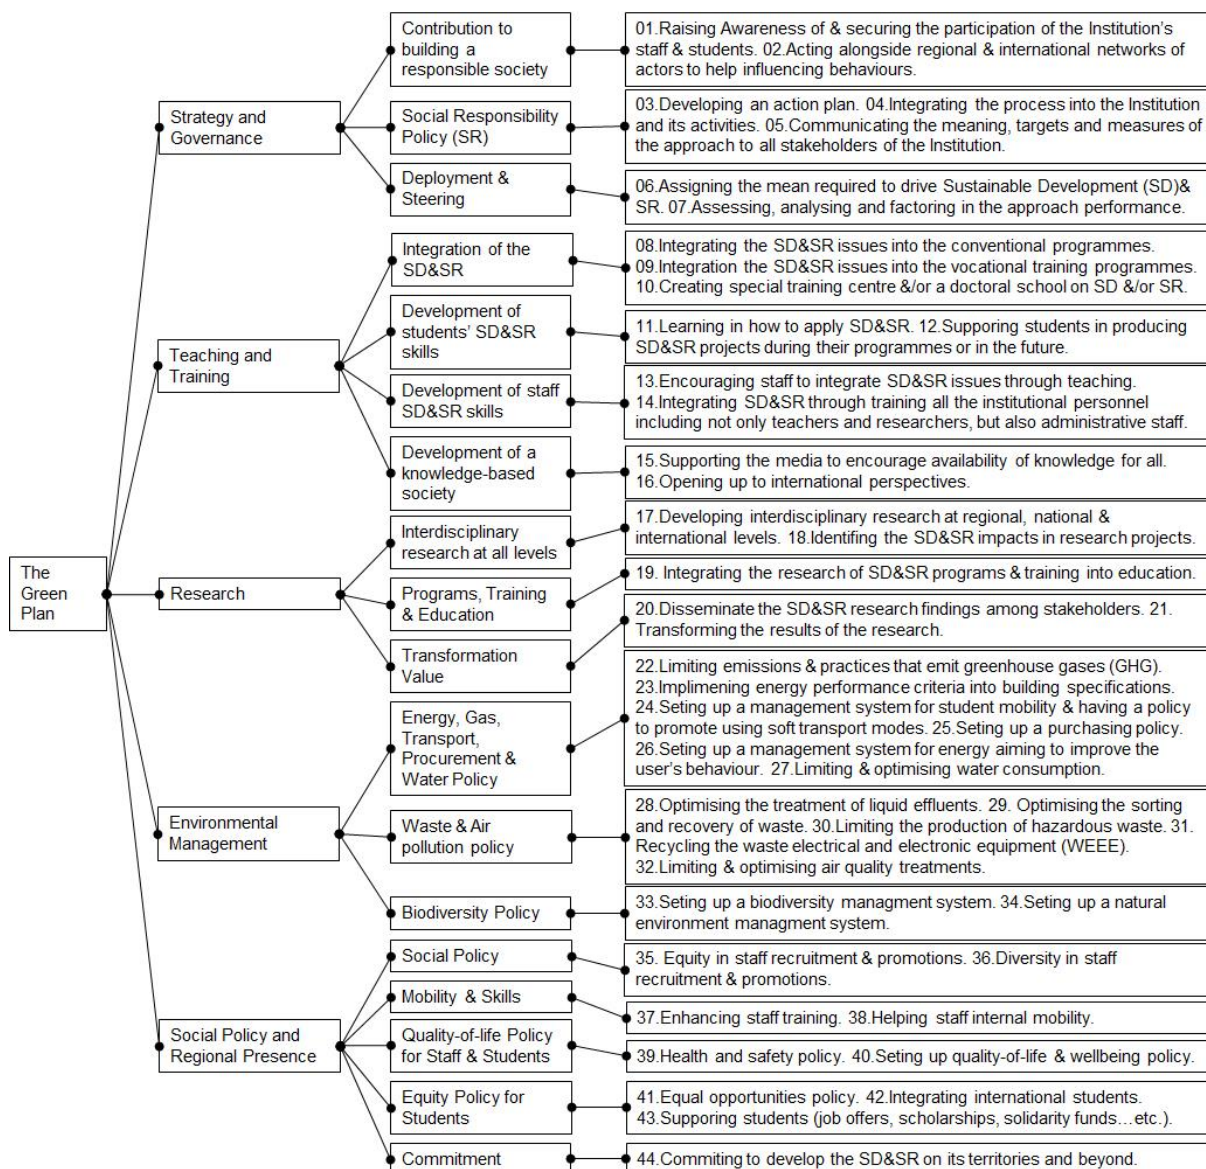 The
Green
Plan
Strategy and
Governance
Contribution to
building a
responsible society
01.Raising Awareness of & securing the participation of the Institution's
staff & students. 02.Acting alongside regional & international networks of
actors to help influencing behaviours.
Social Responsibility
Policy (SR)
03.Developing an action plan. 04.Integrating the process into the Institution
and its activities. 05.Communicating the meaning, targets and measures of
the approach to all stakeholders of the Institution.
Deployment &
Steering
06.Assigning the mean required to drive Sustainable Development (SD)&
SR. 07.Assessing, analysing and factoring in the approach performance.
Teaching and
Training
Integration of the
SD&SR
08.Integrating the SD&SR issues into the conventional programmes.
09.Integration the SD&SR issues into the vocational training programmes.
10.Creating special training centre &/or a doctoral school on SD &/or SR.
Development of
students' SD&SR
skills
11.Learning in how to apply SD&SR. 12.Supporing students in producing
SD&SR projects during their programmes or in the future.
Development of staff
SD&SR skills
13.Encouraging staff to integrate SD&SR issues through teaching.
14.Integrating SD&SR through training all the institutional personnel
including not only teachers and researchers, but also administrative staff.
Development of a
knowledge-based
society
15.Supporting the media to encourage availability of knowledge for all.
16.Opening up to international perspectives.
Research
Interdisciplinary
research at all levels
17.Developing interdisciplinary research at regional, national &
international levels. 18.Identifing the SD&SR impacts in research projects.
Programs, Training
& Education
19. Integrating the research of SD&SR programs & training into education.
Transformation
Value
20.Disseminate the SD&SR research findings among stakeholders. 21.
Transforming the results of the research.
Environmental
Management
Energy, Gas,
Transport,
Procurement &
Water Policy
22.Limiting emissions & practices that emit greenhouse gases (GHG).
23.Implimening energy performance criteria into building specifications.
24.Seting up a management system for student mobility & having a policy
to promote using soft transport modes. 25.Seting up a purchasing policy.
26.Seting up a management system for energy aiming to improve the
user's behaviour. 27.Limiting & optimising water consumption.
Waste & Air
pollution policy
28.Optimising the treatment of liquid effluents. 29. Optimising the sorting
and recovery of waste. 30.Limiting the production of hazardous waste. 31.
Recycling the waste electrical and electronic equipment (WEEE).
32.Limiting & optimising air quality treatments.
Biodiversity Policy
33.Seting up a biodiversity managment system. 34.Seting up a natural
environment managment system.
Social Policy and
Regional Presence
Social Policy
35. Equity in staff recruitment & promotions. 36.Diversity in staff
recruitment & promotions.
Mobility & Skills
37.Enhancing staff training. 38.Helping staff internal mobility.
Quality-of-life Policy
for Staff & Students
39.Health and safety policy. 40.Seting up quality-of-life & wellbeing policy.
Equity Policy for
Students
41.Equal opportunities policy. 42.Integrating international students.
43.Supporing students (job offers, scholarships, solidarity funds…etc.).
Commitment
44.Commiting to develop the SD&SR on its territories and beyond.